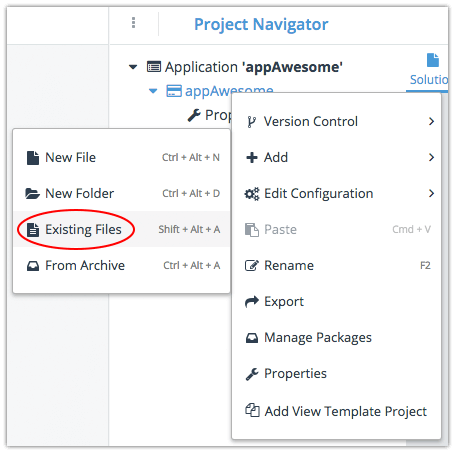 Project Navigator
Application 'appAwesome'
appAwesome
Prop
Solutio
Version Control
Add
Edit Configuration
Paste Cmd + V
Rename F2
Export
Manage Packages
Properties
Add View Template Project
New File Ctrl + Alt + N
New Folder Ctrl + Alt + D
Existing Files Shift + Alt + A
From Archive Ctrl + Alt + A